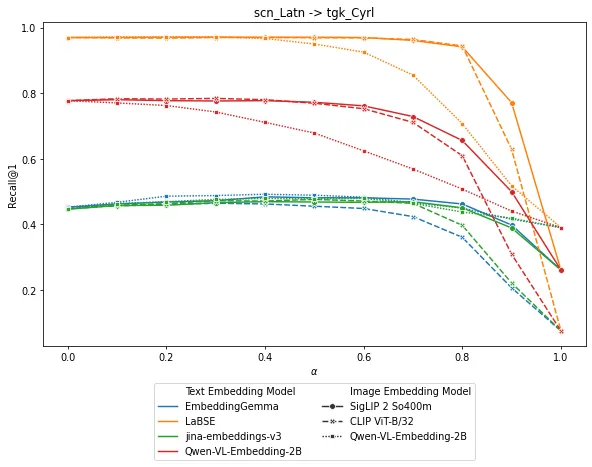 scn_Latn -> tgk_Cyrl
Recall@1
1.0
0.8
0.6
0.4
0.2
0.0 0.2 0.4 0.6 0.8 1.0
α
Text Embedding Model Image Embedding Model
EmbeddingGemma SigLIP 2 So400m
LaBSE CLIP ViT-B/32
jina-embeddings-v3 Qwen-VL-Embedding-2B
Qwen-VL-Embedding-2B